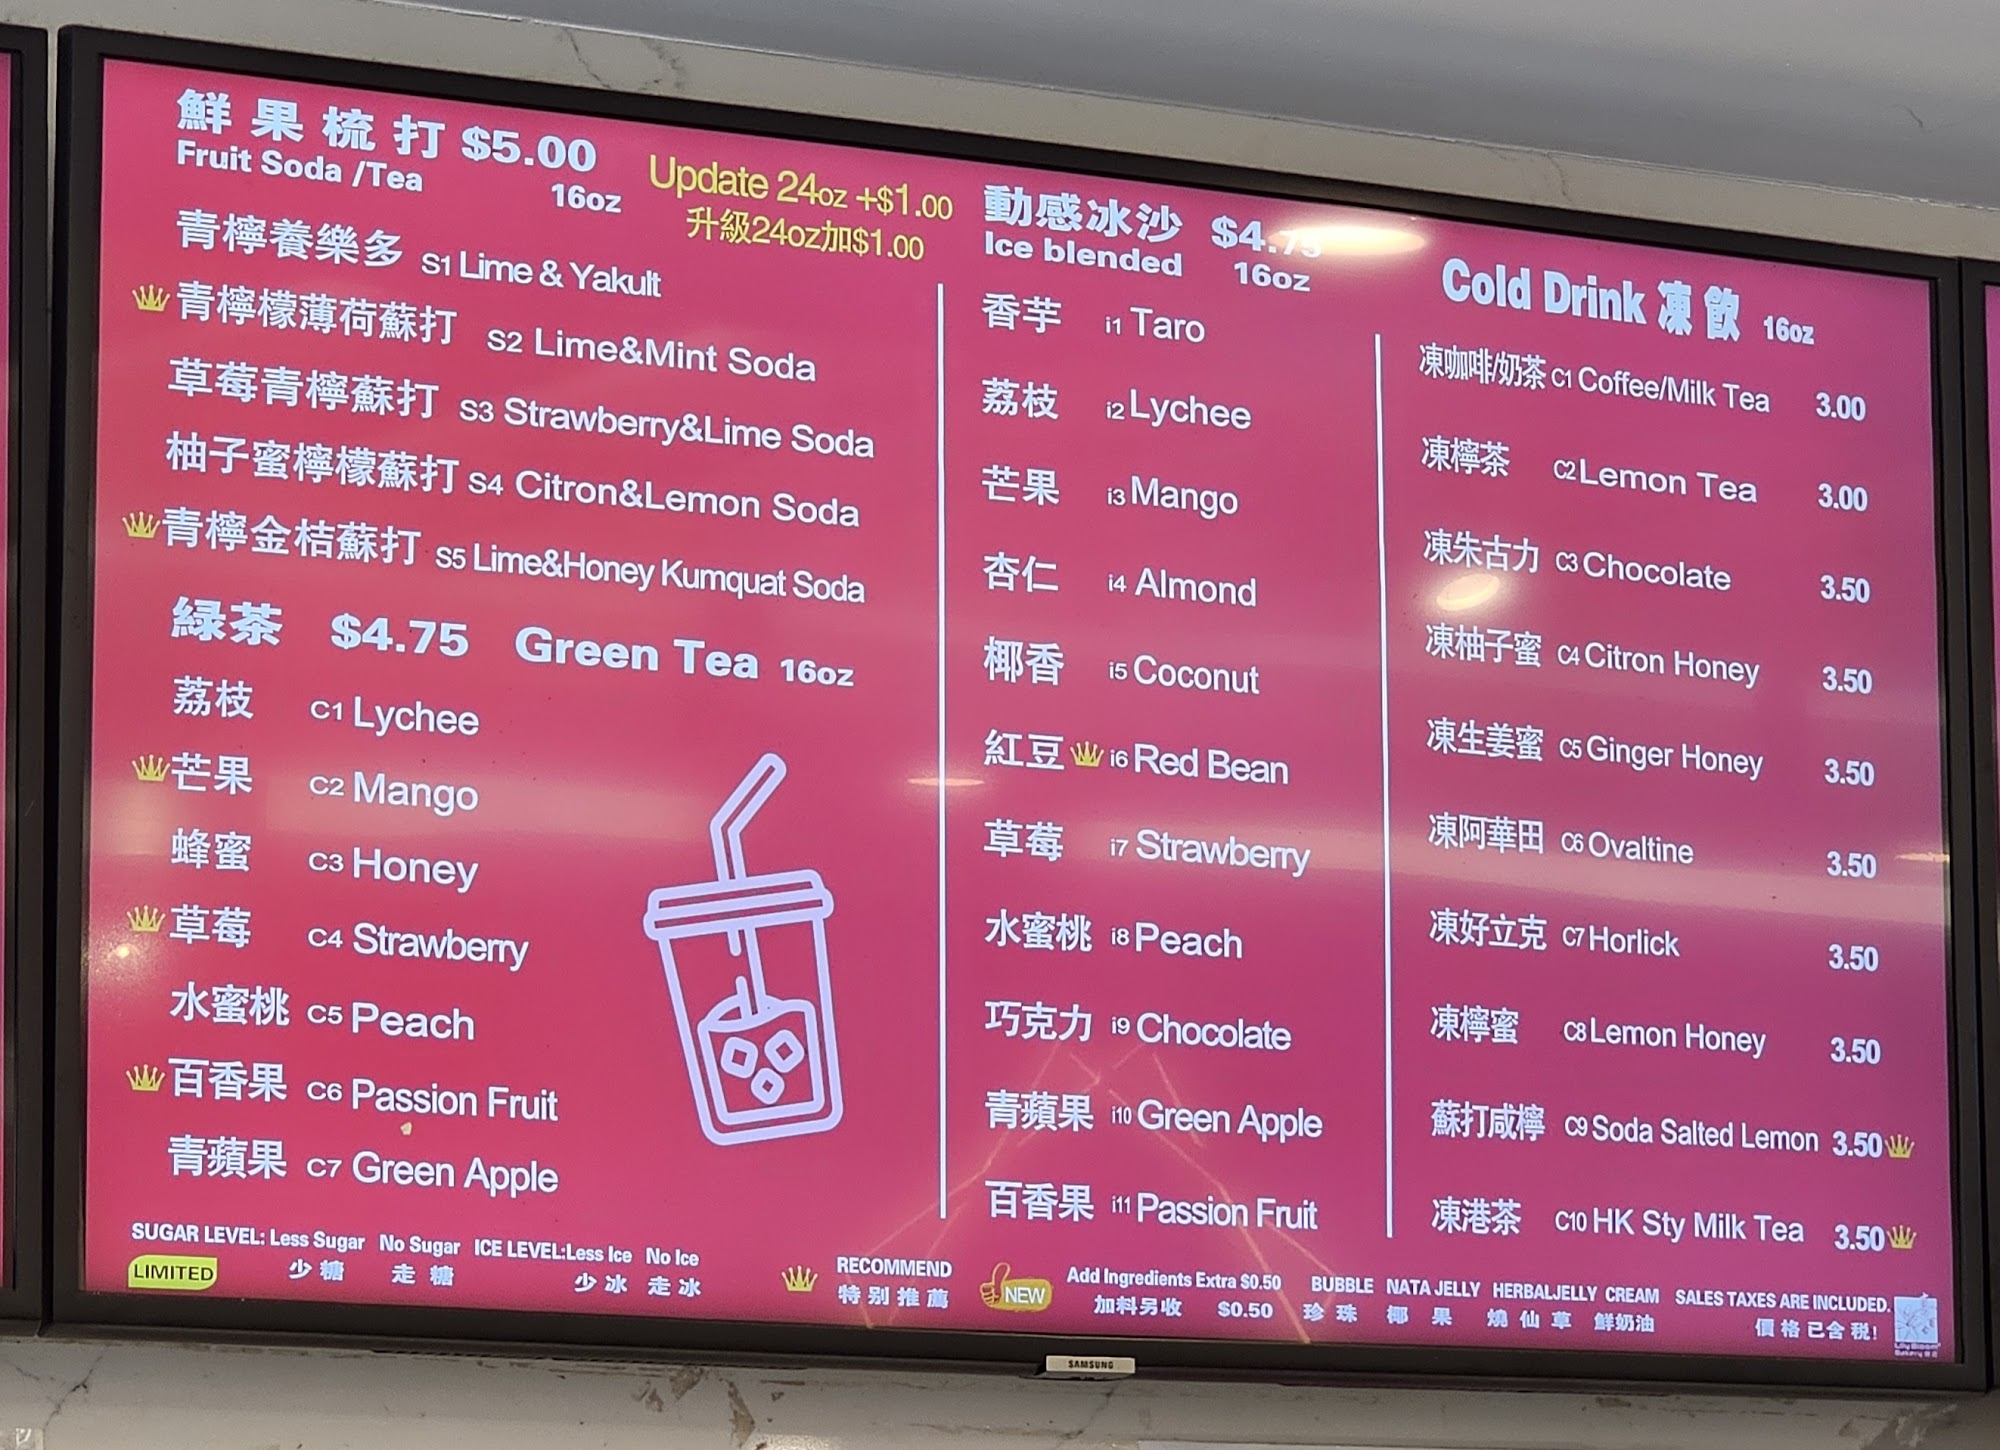 鮮果梳打 $5.00
Fruit Soda /Tea 16oz
Update 24oz +$1.00
升級24oz加$1.00
青檸養樂多 S1 Lime & Yakult
青檸檬薄荷蘇打 S2 Lime&Mint Soda
草莓青檸蘇打 S3 Strawberry&Lime Soda
柚子蜜檸檬蘇打 S4 Citron&Lemon Soda
青檸金桔蘇打 S5 Lime&Honey Kumquat Soda
緑茶 $4.75 Green Tea 16oz
荔枝 C1 Lychee
芒果 C2 Mango
蜂蜜 C3 Honey
草莓 C4 Strawberry
水蜜桃 C5 Peach
百香果 C6 Passion Fruit
青蘋果 C7 Green Apple
動感冰沙 $4.75
Ice blended 16oz
香芋 i1 Taro
荔枝 i2 Lychee
芒果 i3 Mango
杏仁 i4 Almond
椰香 i5 Coconut
紅豆 i6 Red Bean
草莓 i7 Strawberry
水蜜桃 i8 Peach
巧克力 i9 Chocolate
青蘋果 i10 Green Apple
百香果 i11 Passion Fruit
Cold Drink 凍飲 16oz
凍咖啡/奶茶 C1 Coffee/Milk Tea 3.00
凍檸茶 C2 Lemon Tea 3.00
凍朱古力 C3 Chocolate 3.50
凍柚子蜜 C4 Citron Honey 3.50
凍生姜蜜 C5 Ginger Honey 3.50
凍阿華田 C6 Ovaltine 3.50
凍好立克 C7 Horlick 3.50
凍檸蜜 C8 Lemon Honey 3.50
蘇打咸檸 C9 Soda Salted Lemon 3.50
凍港茶 C10 HK Sty Milk Tea 3.50
SUGAR LEVEL: Less Sugar No Sugar ICE LEVEL:Less Ice No Ice
LIMITED 少糖 走糖 少冰 走冰
RECOMMEND
特别推薦
NEW
Add Ingredients Extra $0.50 BUBBLE NATA JELLY HERBALJELLY CREAM SALES TAXES ARE INCLUDED.
加料另收 $0.50 珍珠 椰果 燒仙草 鮮奶油 價格已含税!
Lily Bloom
Bakery
SAMSUNG